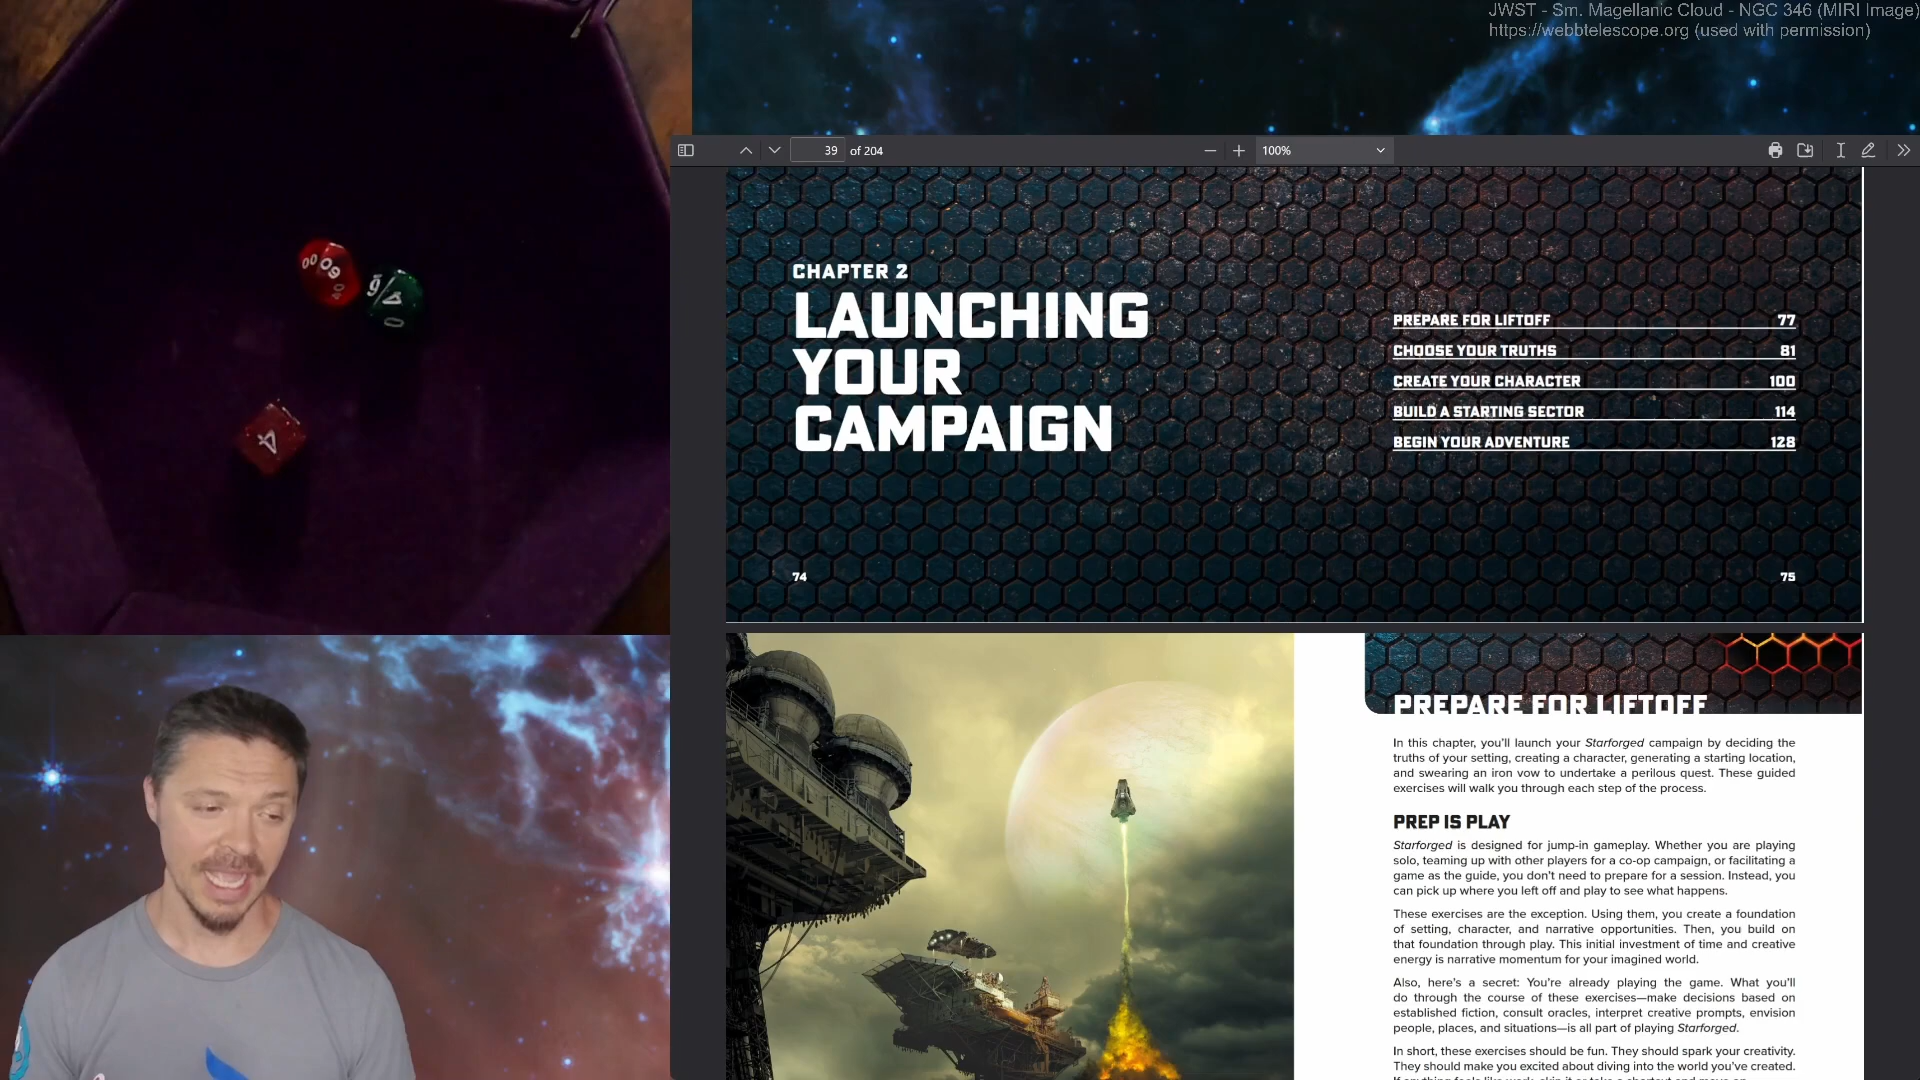 JWST - Sm. Magellanic Cloud - NGC 346 (MIRI Image)
https://webbtelescope.org (used with permission)
39 of 204
100%
CHAPTER 2
LAUNCHING
YOUR
CAMPAIGN
PREPARE FOR LIFTOFF 77
CHOOSE YOUR TRUTHS 81
CREATE YOUR CHARACTER 100
BUILD A STARTING SECTOR 114
BEGIN YOUR ADVENTURE 128
74
75
00
60
4
0
4
PREPARE FOR LIFTOFF
In this chapter, you'll launch your Starforged campaign by deciding the
truths of your setting, creating a character, generating a starting location,
and swearing an iron vow to undertake a perilous quest. These guided
exercises will walk you through each step of the process.
PREP IS PLAY
Starforged is designed for jump-in gameplay. Whether you are playing
solo, teaming up with other players for a co-op campaign, or facilitating a
game as the guide, you don't need to prepare for a session. Instead, you
can pick up where you left off and play to see what happens.
These exercises are the exception. Using them, you create a foundation
of setting, character, and narrative opportunities. Then, you build on
that foundation through play. This initial investment of time and creative
energy is narrative momentum for your imagined world.
Also, here's a secret: You're already playing the game. What you'll
do through the course of these exercises—make decisions based on
established fiction, consult oracles, interpret creative prompts, envision
people, places, and situations—is all part of playing Starforged.
In short, these exercises should be fun. They should spark your creativity.
They should make you excited about diving into the world you've created.